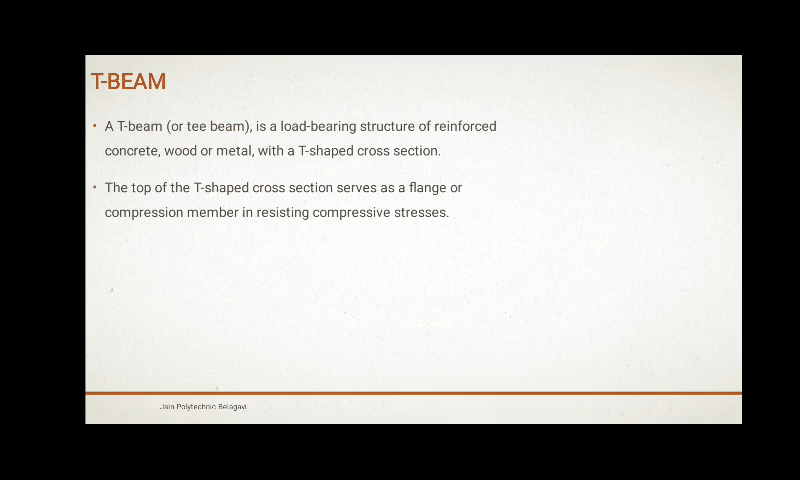 T-BEAM
• A T-beam (or tee beam), is a load-bearing structure of reinforced
concrete, wood or metal, with a T-shaped cross section.
• The top of the T-shaped cross section serves as a flange or
compression member in resisting compressive stresses.
Jain Polytechnic Belagavi